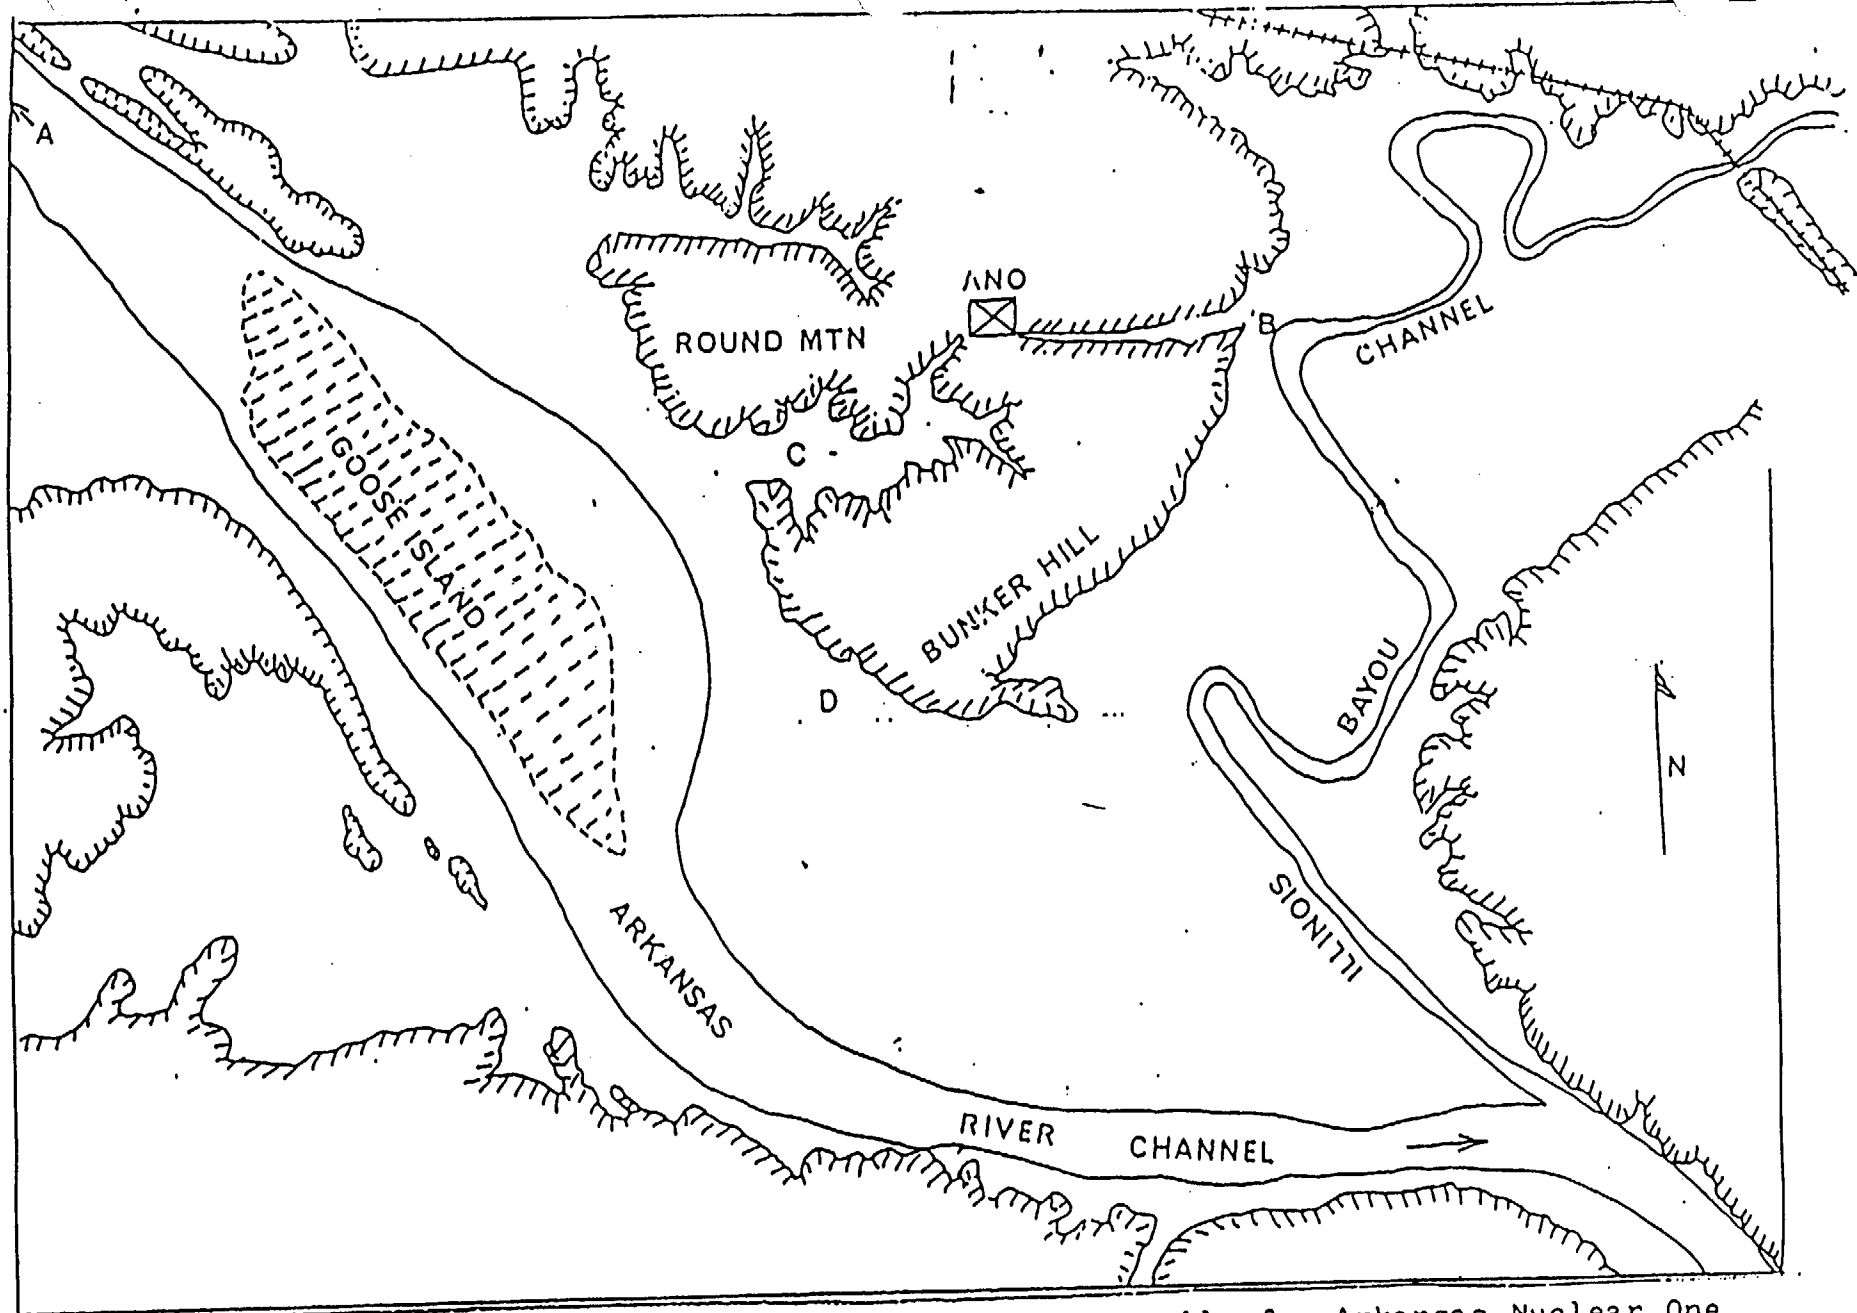 A
ANO
ROUND MTN
B
CHANNEL
GOOSE ISLAND
C
BUNKER HILL
D
BAYOU
N
ILLINOIS
ARKANSAS
RIVER CHANNEL
Arkansas Nuclear One